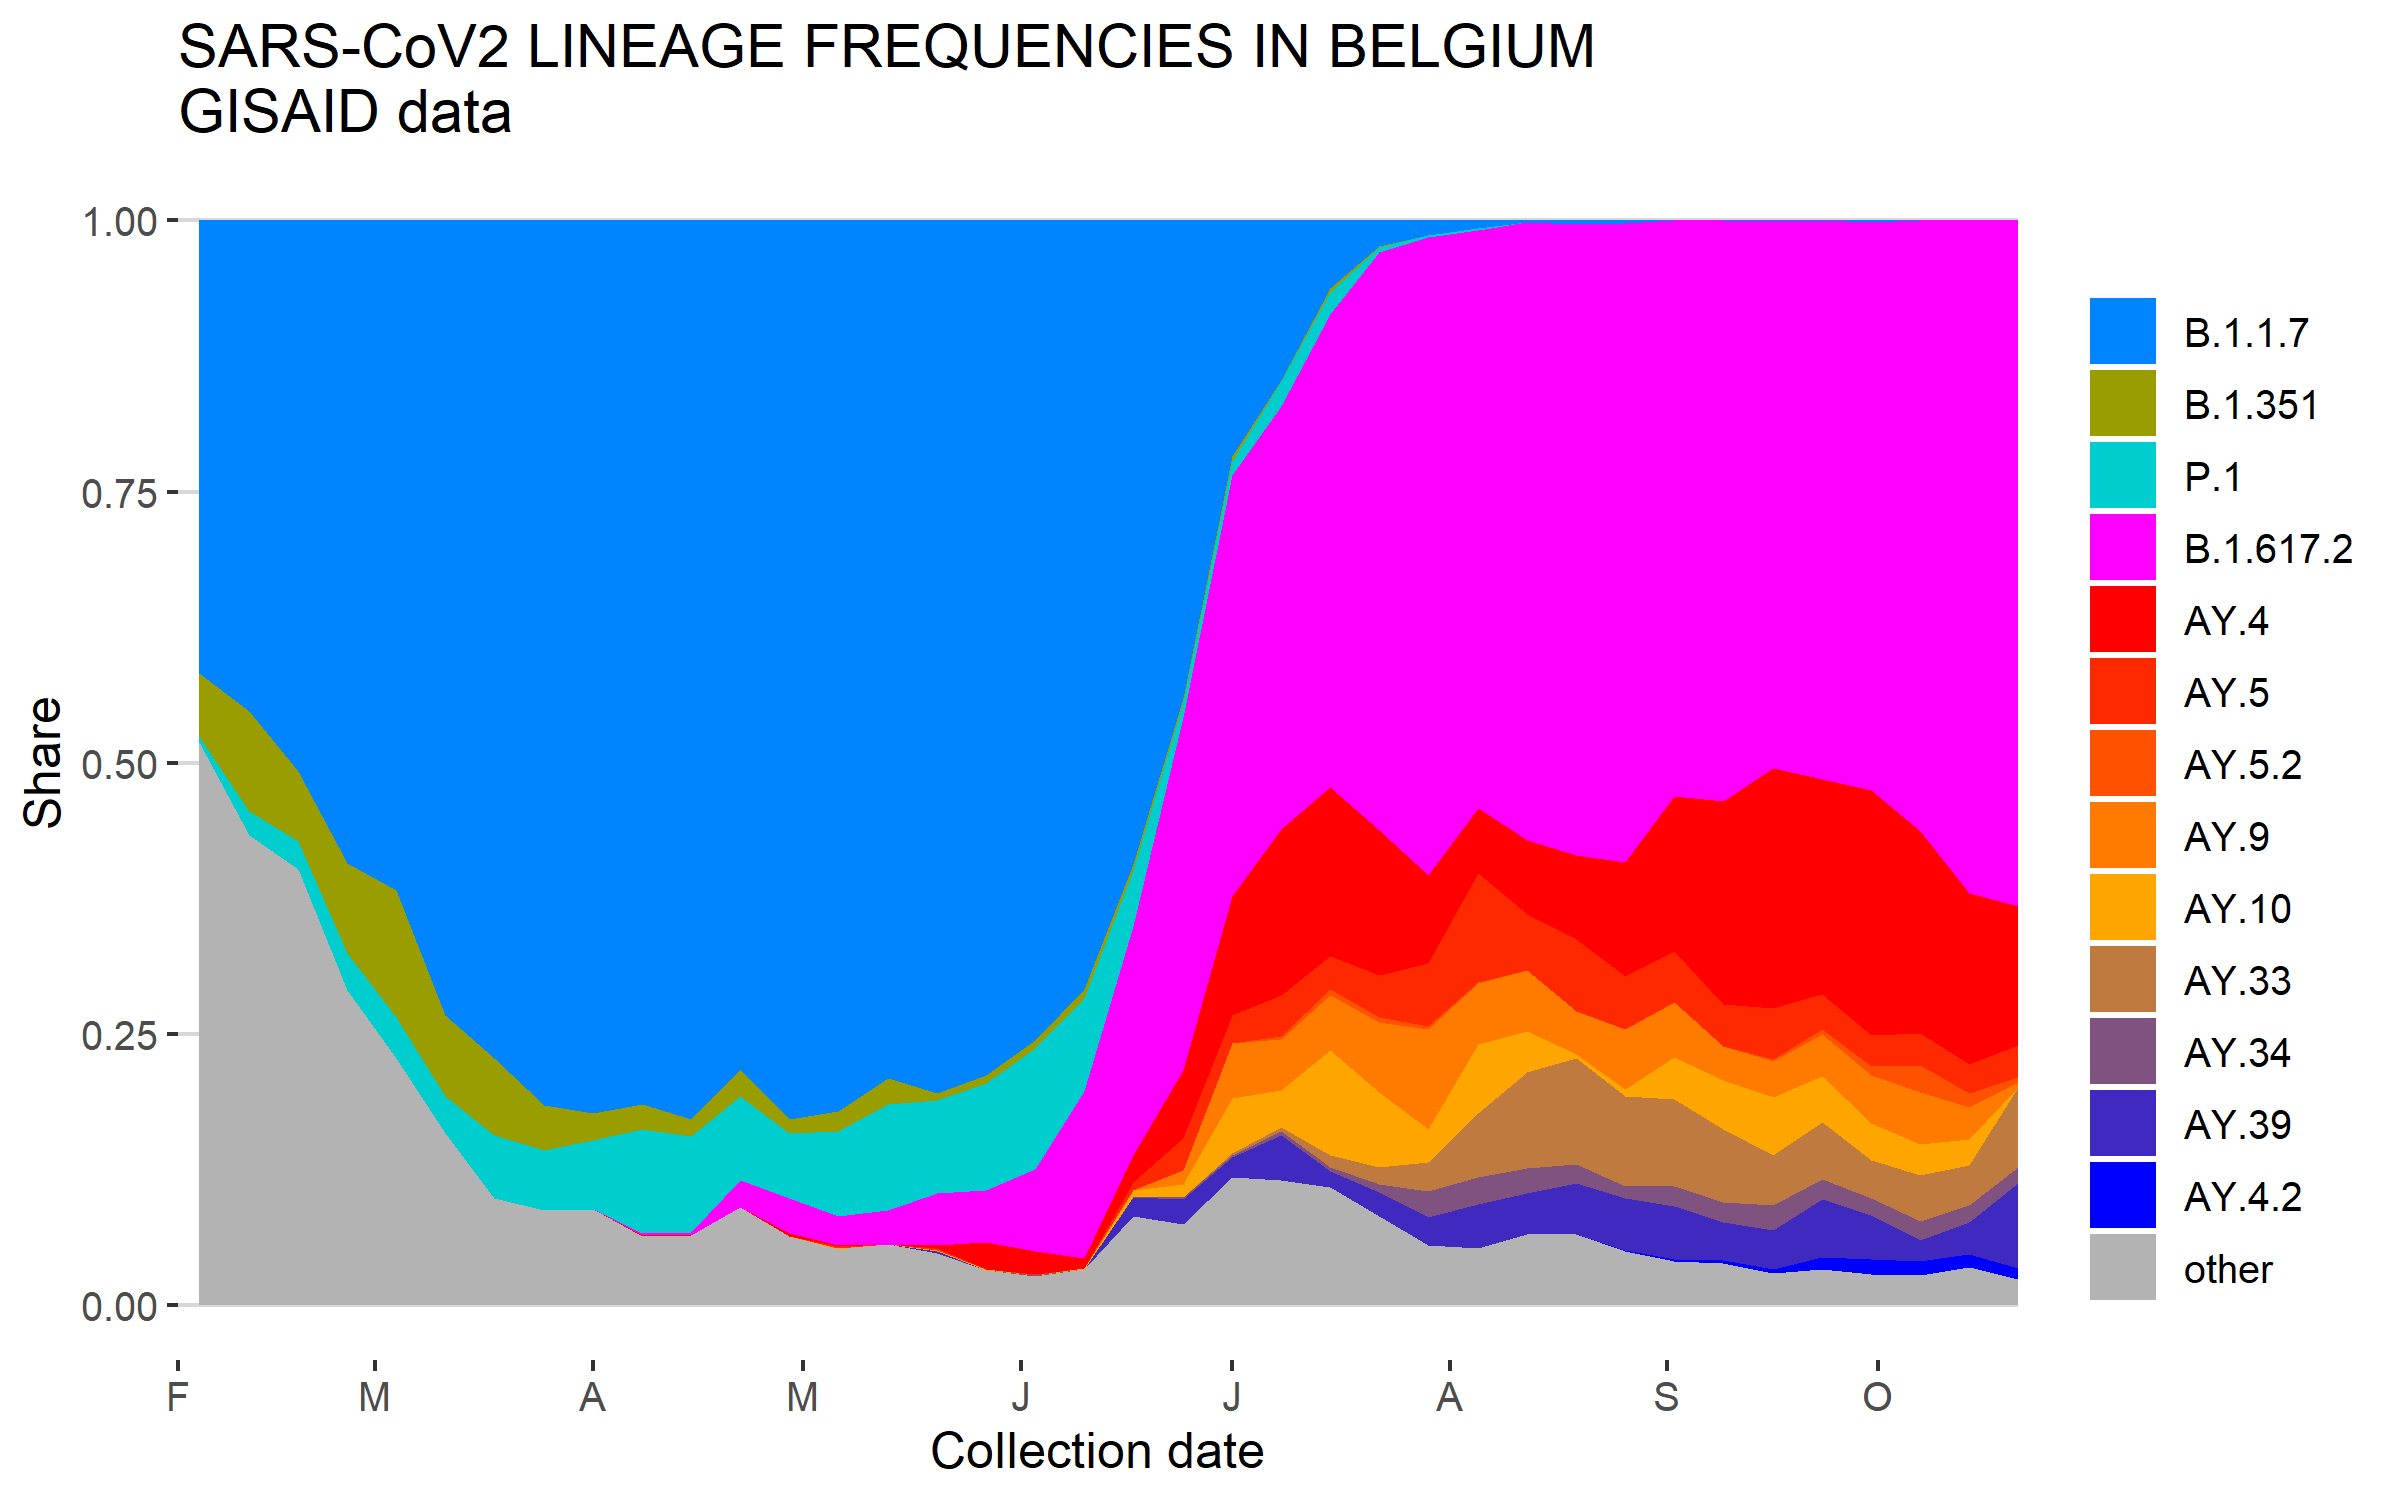 SARS-CoV2 LINEAGE FREQUENCIES IN BELGIUM
GISAID data
1.00
0.75
0.50
0.25
0.00
Share
F M A M J J A S O
Collection date
B.1.1.7
B.1.351
P.1
B.1.617.2
AY.4
AY.5
AY.5.2
AY.9
AY.10
AY.33
AY.34
AY.39
AY.4.2
other